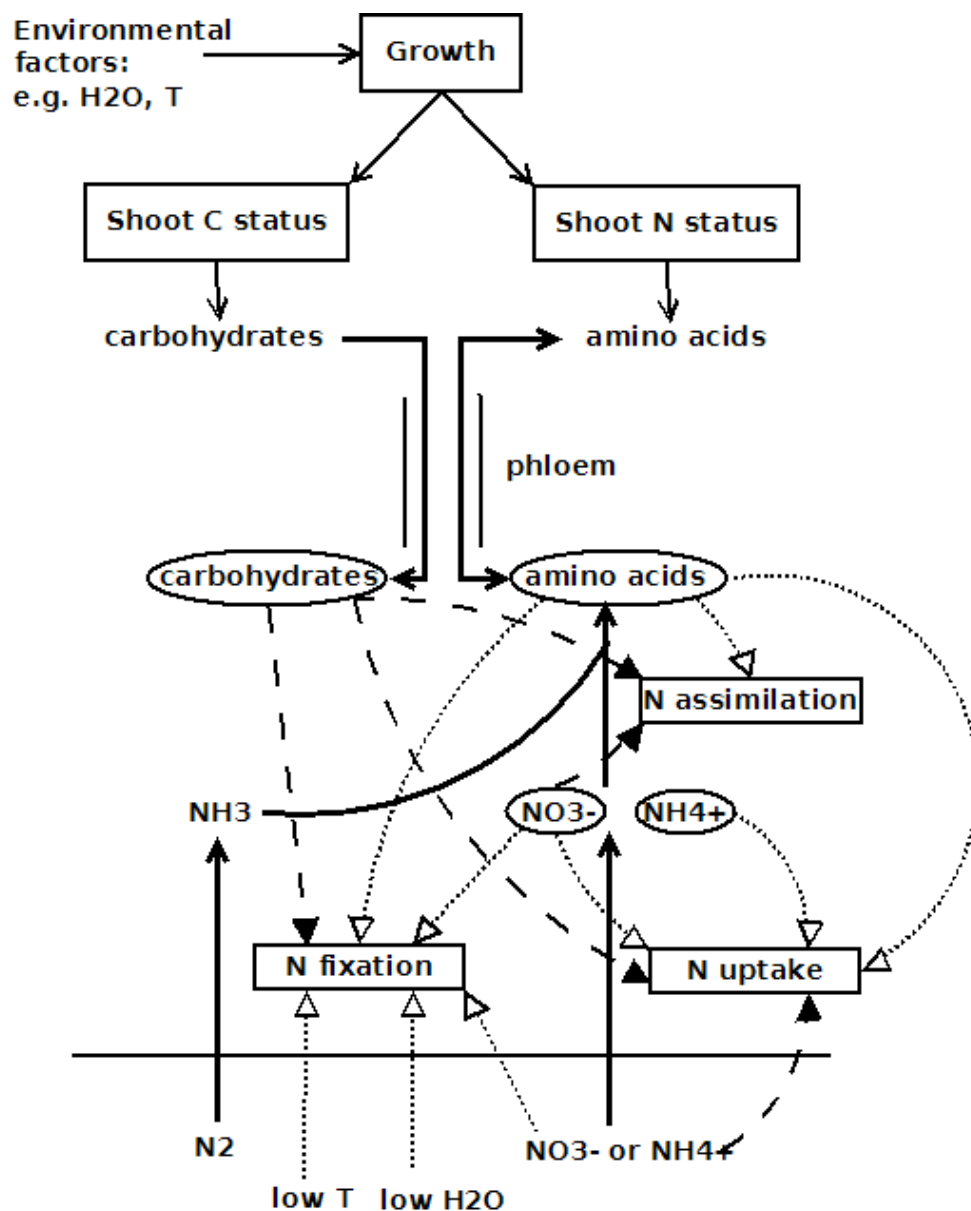 Environmental
factors:
e.g. H2O, T
Growth
Shoot C status
Shoot N status
carbohydrates
amino acids
phloem
carbohydrates
amino acids
N assimilation
NH3
NO3-
NH4+
N fixation
N uptake
N2
NO3- or NH4+
low T
low H2O